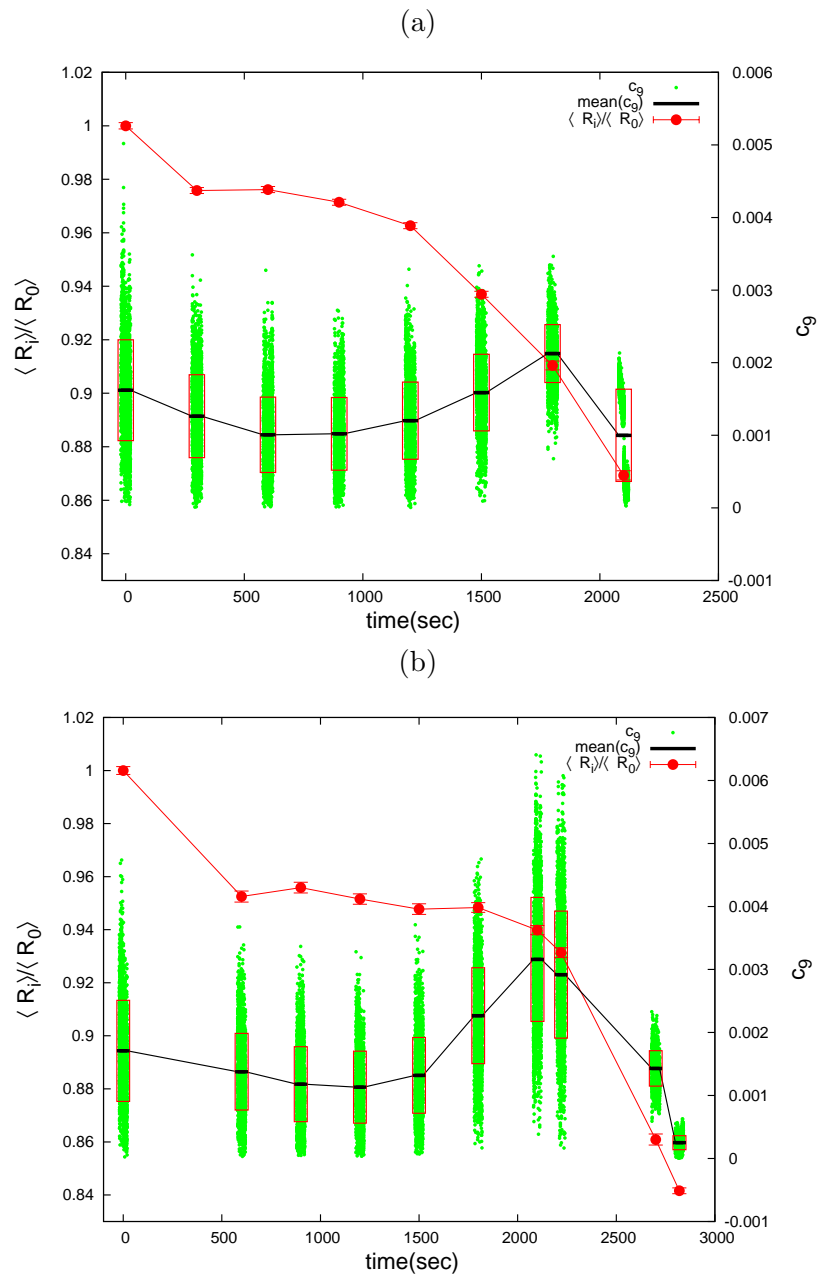 (a)
1.02
1
0.98
0.96
0.94
0.92
0.9
0.88
0.86
0.84
⟨ R_i⟩/⟨ R_0⟩
0.006
0.005
0.004
0.003
0.002
0.001
0
-0.001
c_9
c_9
mean(c_9)
⟨ R_i⟩/⟨ R_0⟩
0 500 1000 1500 2000 2500
time(sec)
(b)
1.02
1
0.98
0.96
0.94
0.92
0.9
0.88
0.86
0.84
⟨ R_i⟩/⟨ R_0⟩
0.007
0.006
0.005
0.004
0.003
0.002
0.001
0
-0.001
c_9
c_9
mean(c_9)
⟨ R_i⟩/⟨ R_0⟩
0 500 1000 1500 2000 2500 3000
time(sec)